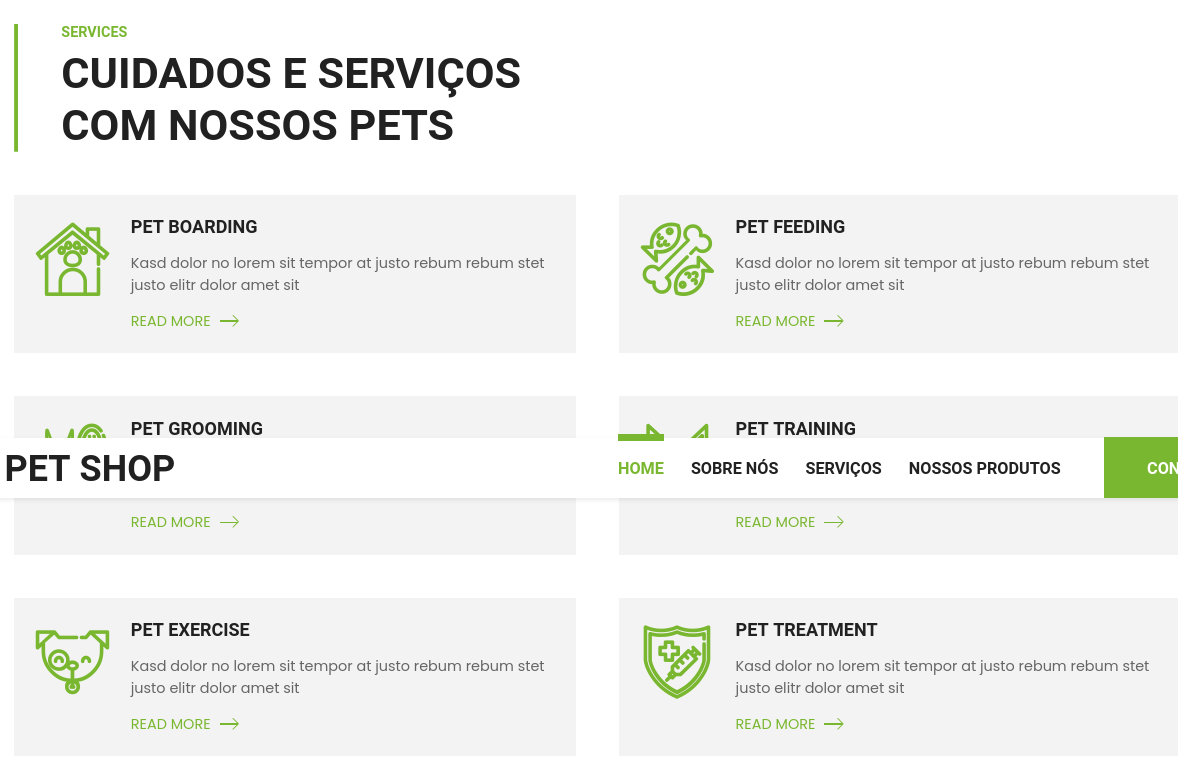 SERVICES
CUIDADOS E SERVIÇOS
COM NOSSOS PETS
PET BOARDING
Kasd dolor no lorem sit tempor at justo rebum rebum stet
justo elitr dolor amet sit
READ MORE
PET FEEDING
Kasd dolor no lorem sit tempor at justo rebum rebum stet
justo elitr dolor amet sit
READ MORE
PET GROOMING
PET TRAINING
PET SHOP
HOME SOBRE NÓS SERVIÇOS NOSSOS PRODUTOS CON
READ MORE
READ MORE
PET EXERCISE
Kasd dolor no lorem sit tempor at justo rebum rebum stet
justo elitr dolor amet sit
READ MORE
PET TREATMENT
Kasd dolor no lorem sit tempor at justo rebum rebum stet
justo elitr dolor amet sit
READ MORE